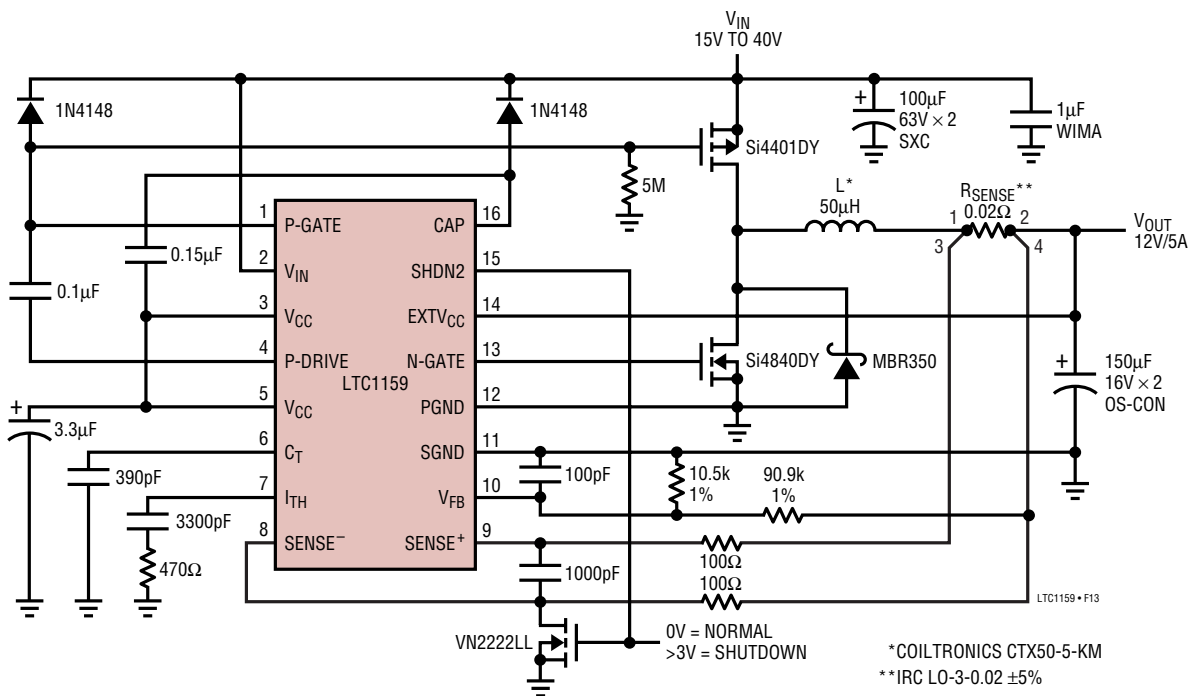 V_IN
15V TO 40V
1N4148
1N4148
+
100µF
63V × 2
SXC
1µF
WIMA
Si4401DY
5M
L*
50µH
R_SENSE**
0.02Ω
1
2
3
4
V_OUT
12V/5A
0.15µF
0.1µF
+
3.3µF
390pF
3300pF
470Ω
1
P-GATE
2
V_IN
3
V_CC
4
P-DRIVE
5
V_CC
6
C_T
7
I_TH
8
SENSE⁻
LTC1159
CAP
16
SHDN2
15
EXTV_CC
14
N-GATE
13
PGND
12
SGND
11
V_FB
10
SENSE⁺
9
Si4840DY
MBR350
+
150µF
16V × 2
OS-CON
100pF
10.5k
1%
90.9k
1%
1000pF
100Ω
100Ω
LTC1159 • F13
VN2222LL
0V = NORMAL
>3V = SHUTDOWN
*COILTRONICS CTX50-5-KM
**IRC LO-3-0.02 ±5%